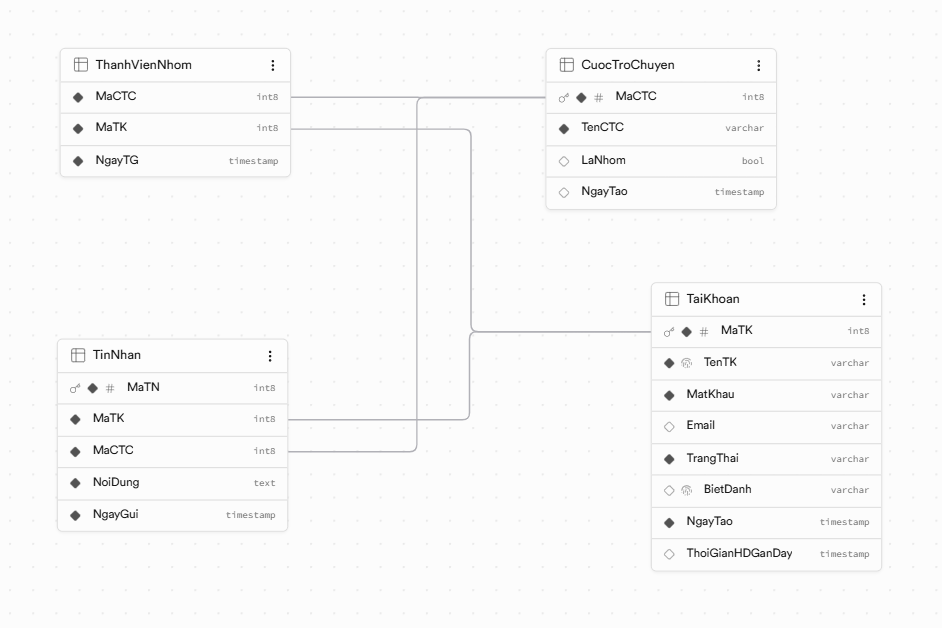 ThanhVienNhom
MaCTC int8
MaTK int8
NgayTG timestamp
CuocTroChuyen
MaCTC int8
TenCTC varchar
LaNhom bool
NgayTao timestamp
TinNhan
MaTN int8
MaTK int8
MaCTC int8
NoiDung text
NgayGui timestamp
TaiKhoan
MaTK int8
TenTK varchar
MatKhau varchar
Email varchar
TrangThai varchar
BietDanh varchar
NgayTao timestamp
ThoiGianHDGanDay timestamp